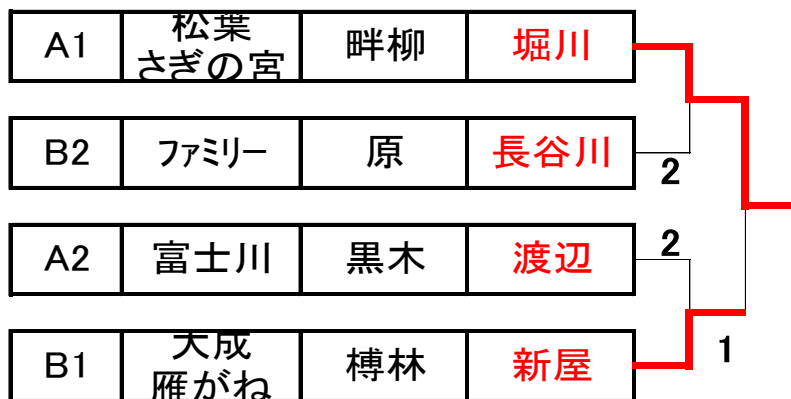 A1 松葉 さぎの宮 畔柳 堀川
B2 ファミリー 原 長谷川
2
A2 富士川 黒木 渡辺
2
B1 大成 雁がね 榑林 新屋
1